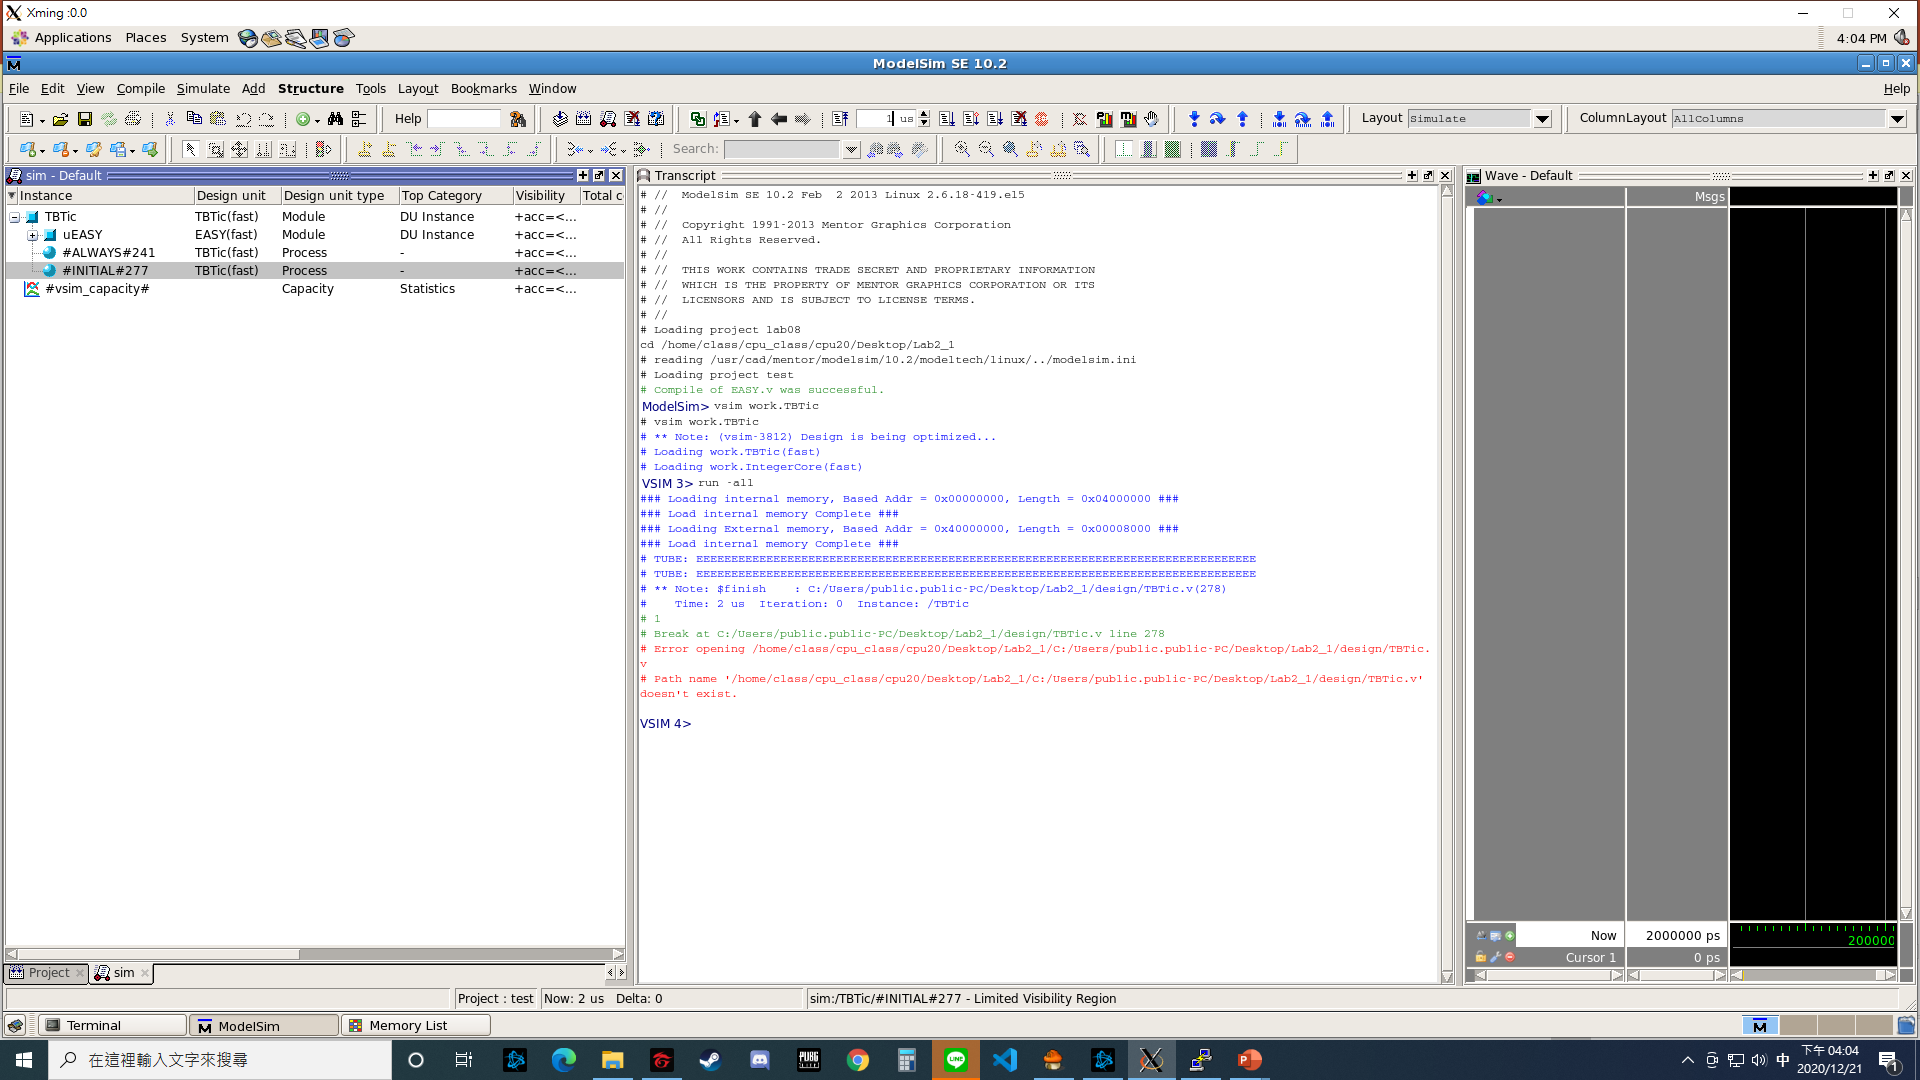 Xming :0.0
Applications Places System 4:04 PM
ModelSim SE 10.2
File Edit View Compile Simulate Add Structure Tools Layout Bookmarks Window Help
Help 1 us Layout Simulate ColumnLayout AllColumns
Search:
sim - Default
Instance Design unit Design unit type Top Category Visibility Total c
TBTic TBTic(fast) Module DU Instance +acc=<...
uEASY EASY(fast) Module DU Instance +acc=<...
#ALWAYS#241 TBTic(fast) Process - +acc=<...
#INITIAL#277 TBTic(fast) Process - +acc=<...
#vsim_capacity# Capacity Statistics +acc=<...
Project sim
Transcript
# // Modelsim SE 10.2 Feb 2 2013 Linux 2.6.18-419.el5
# //
# // Copyright 1991-2013 Mentor Graphics Corporation
# // All Rights Reserved.
# //
# // THIS WORK CONTAINS TRADE SECRET AND PROPRIETARY INFORMATION
# // WHICH IS THE PROPERTY OF MENTOR GRAPHICS CORPORATION OR ITS
# // LICENSORS AND IS SUBJECT TO LICENSE TERMS.
# //
# Loading project lab08
cd /home/class/cpu_class/cpu20/Desktop/Lab2_1
# reading /usr/cad/mentor/modelsim/10.2/modeltech/linux/../modelsim.ini
# Loading project test
# Compile of EASY.v was successful.
ModelSim> vsim work.TBTic
# vsim work.TBTic
# ** Note: (vsim-3812) Design is being optimized...
# Loading work.TBTic(fast)
# Loading work.IntegerCore(fast)
VSIM 3> run -all
### Loading internal memory, Based Addr = 0x00000000, Length = 0x04000000 ###
### Load internal memory Complete ###
### Loading External memory, Based Addr = 0x40000000, Length = 0x00008000 ###
### Load internal memory Complete ###
# TUBE: EEEEEEEEEEEEEEEEEEEEEEEEEEEEEEEEEEEEEEEEEEEEEEEEEEEEEEEEEEEEEEEEEEEEEEEEEEEEEEEE
# TUBE: EEEEEEEEEEEEEEEEEEEEEEEEEEEEEEEEEEEEEEEEEEEEEEEEEEEEEEEEEEEEEEEEEEEEEEEEEEEEEEEE
# ** Note: $finish : C:/Users/public.public-PC/Desktop/Lab2_1/design/TBTic.v(278)
# Time: 2 us Iteration: 0 Instance: /TBTic
# 1
# Break at C:/Users/public.public-PC/Desktop/Lab2_1/design/TBTic.v line 278
# Error opening /home/class/cpu_class/cpu20/Desktop/Lab2_1/C:/Users/public.public-PC/Desktop/Lab2_1/design/TBTic.
v
# Path name '/home/class/cpu_class/cpu20/Desktop/Lab2_1/C:/Users/public.public-PC/Desktop/Lab2_1/design/TBTic.v'
doesn't exist.
VSIM 4>
Wave - Default
Msgs
Now 2000000 ps 200000
Cursor 1 0 ps
Project : test Now: 2 us Delta: 0 sim:/TBTic/#INITIAL#277 - Limited Visibility Region
Terminal ModelSim Memory List
在這裡輸入文字來搜尋
PUBG
LINE
中
下午 04:04
2020/12/21
1